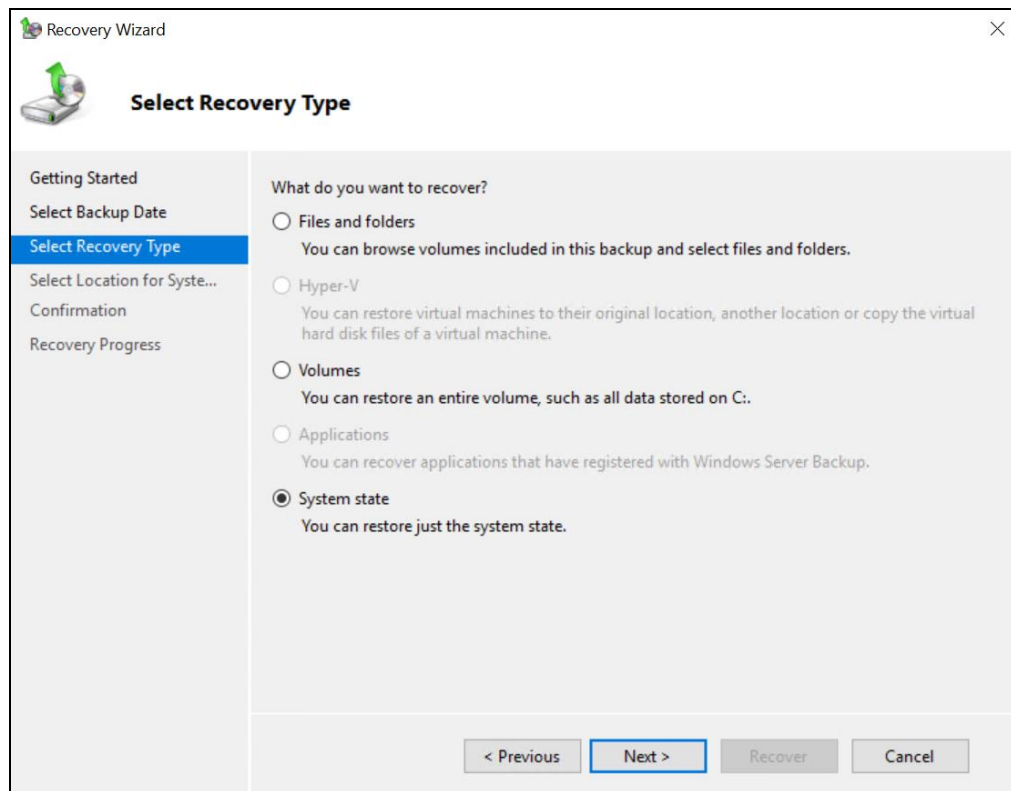 Recovery Wizard
Select Recovery Type
Getting Started
Select Backup Date
Select Recovery Type
Select Location for Syste...
Confirmation
Recovery Progress
What do you want to recover?
Files and folders
You can browse volumes included in this backup and select files and folders.
Hyper-V
You can restore virtual machines to their original location, another location or copy the virtual
hard disk files of a virtual machine.
Volumes
You can restore an entire volume, such as all data stored on C:.
Applications
You can recover applications that have registered with Windows Server Backup.
System state
You can restore just the system state.
< Previous
Next >
Recover
Cancel